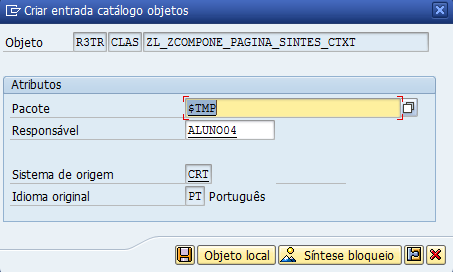 Criar entrada catálogo objetos
Objeto R3TR CLAS ZL_ZCOMPONE_PAGINA_SINTES_CTXT
Atributos
Pacote $TMP
Responsável ALUNO04
Sistema de origem CRT
Idioma original PT Português
Objeto local Síntese bloqueio